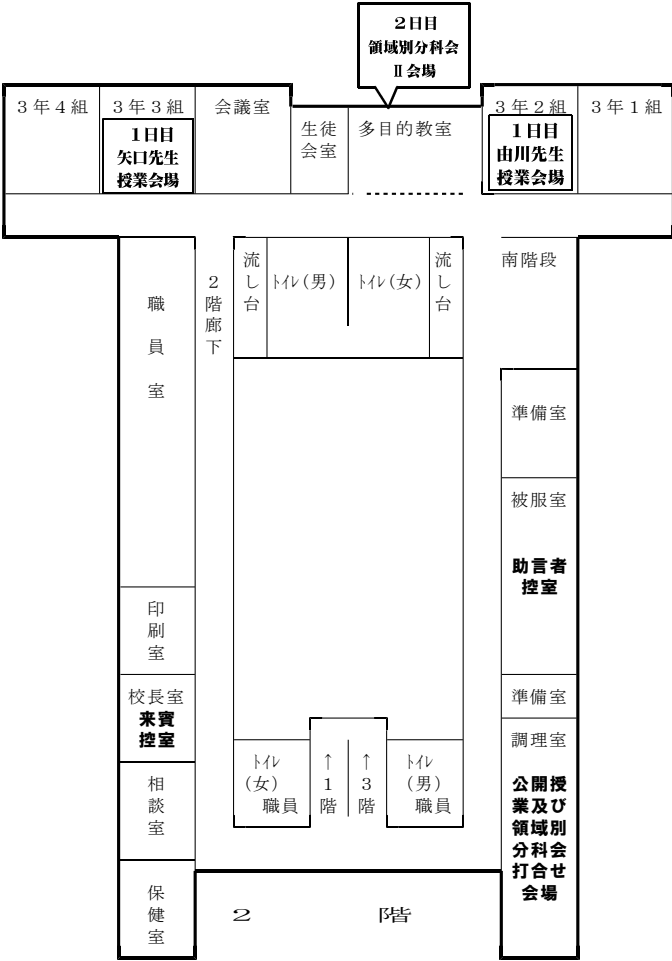 ２日目
領域別分科会
Ⅱ会場
３年４組
３年３組
会議室
生徒
会室
多目的教室
３年２組
３年１組
１日目
矢口先生
授業会場
１日目
由川先生
授業会場
職員室
２階廊下
流し台
ﾄｲﾚ(男)
ﾄｲﾚ(女)
流し台
南階段
準備室
被服室
助言者
控室
印刷室
校長室
来賓
控室
準備室
調理室
公開授
業及び
領域別
分科会
打合せ
会場
相談室
保健室
ﾄｲﾚ
(女)
職員
↑
１
階
↑
３
階
ﾄｲﾚ
(男)
職員
２　階